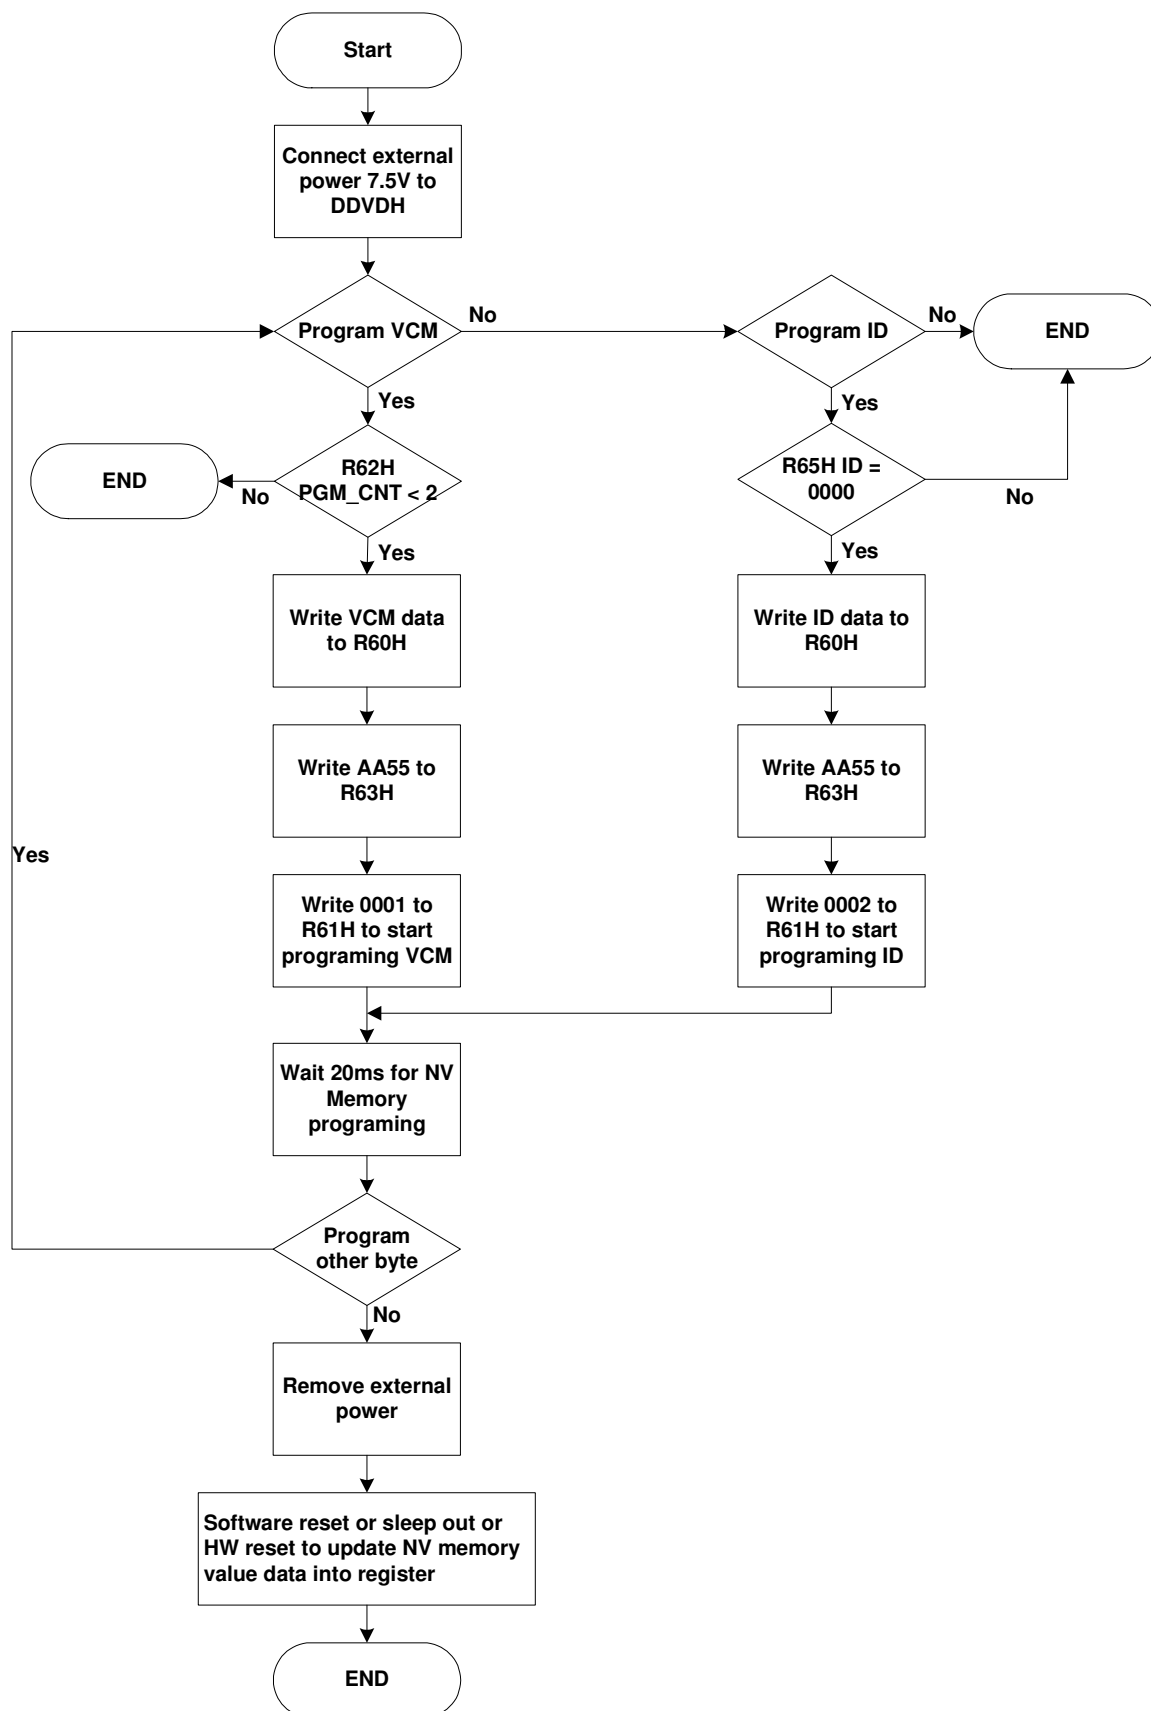 Start
Connect external
power 7.5V to
DDVDH
Program VCM
No
Program ID
No
END
Yes
Yes
END
No
R62H
PGM_CNT < 2
R65H ID =
0000
No
Yes
Yes
Write VCM data
to R60H
Write ID data to
R60H
Write AA55 to
R63H
Write AA55 to
R63H
Yes
Write 0001 to
R61H to start
programing VCM
Write 0002 to
R61H to start
programing ID
Wait 20ms for NV
Memory
programing
Program
other byte
No
Remove external
power
Software reset or sleep out or
HW reset to update NV memory
value data into register
END